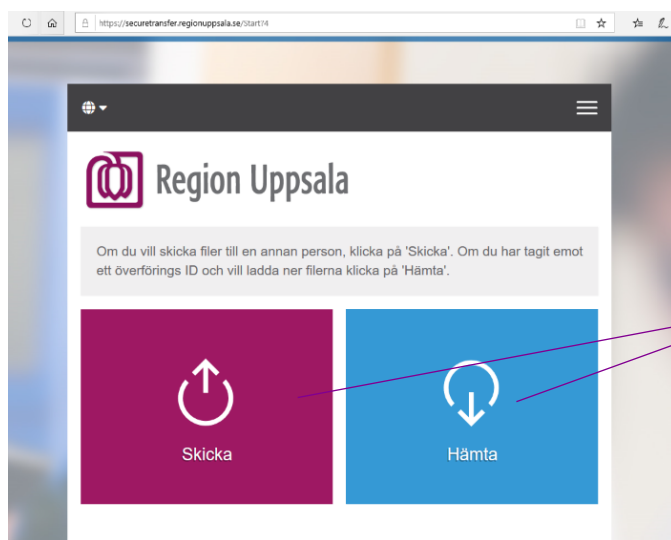 https://securetransfer.regionuppsala.se/Start?4
Region Uppsala
Om du vill skicka filer till en annan person, klicka på 'Skicka'. Om du har tagit emot
ett överförings ID och vill ladda ner filerna klicka på 'Hämta'.
Skicka
Hämta